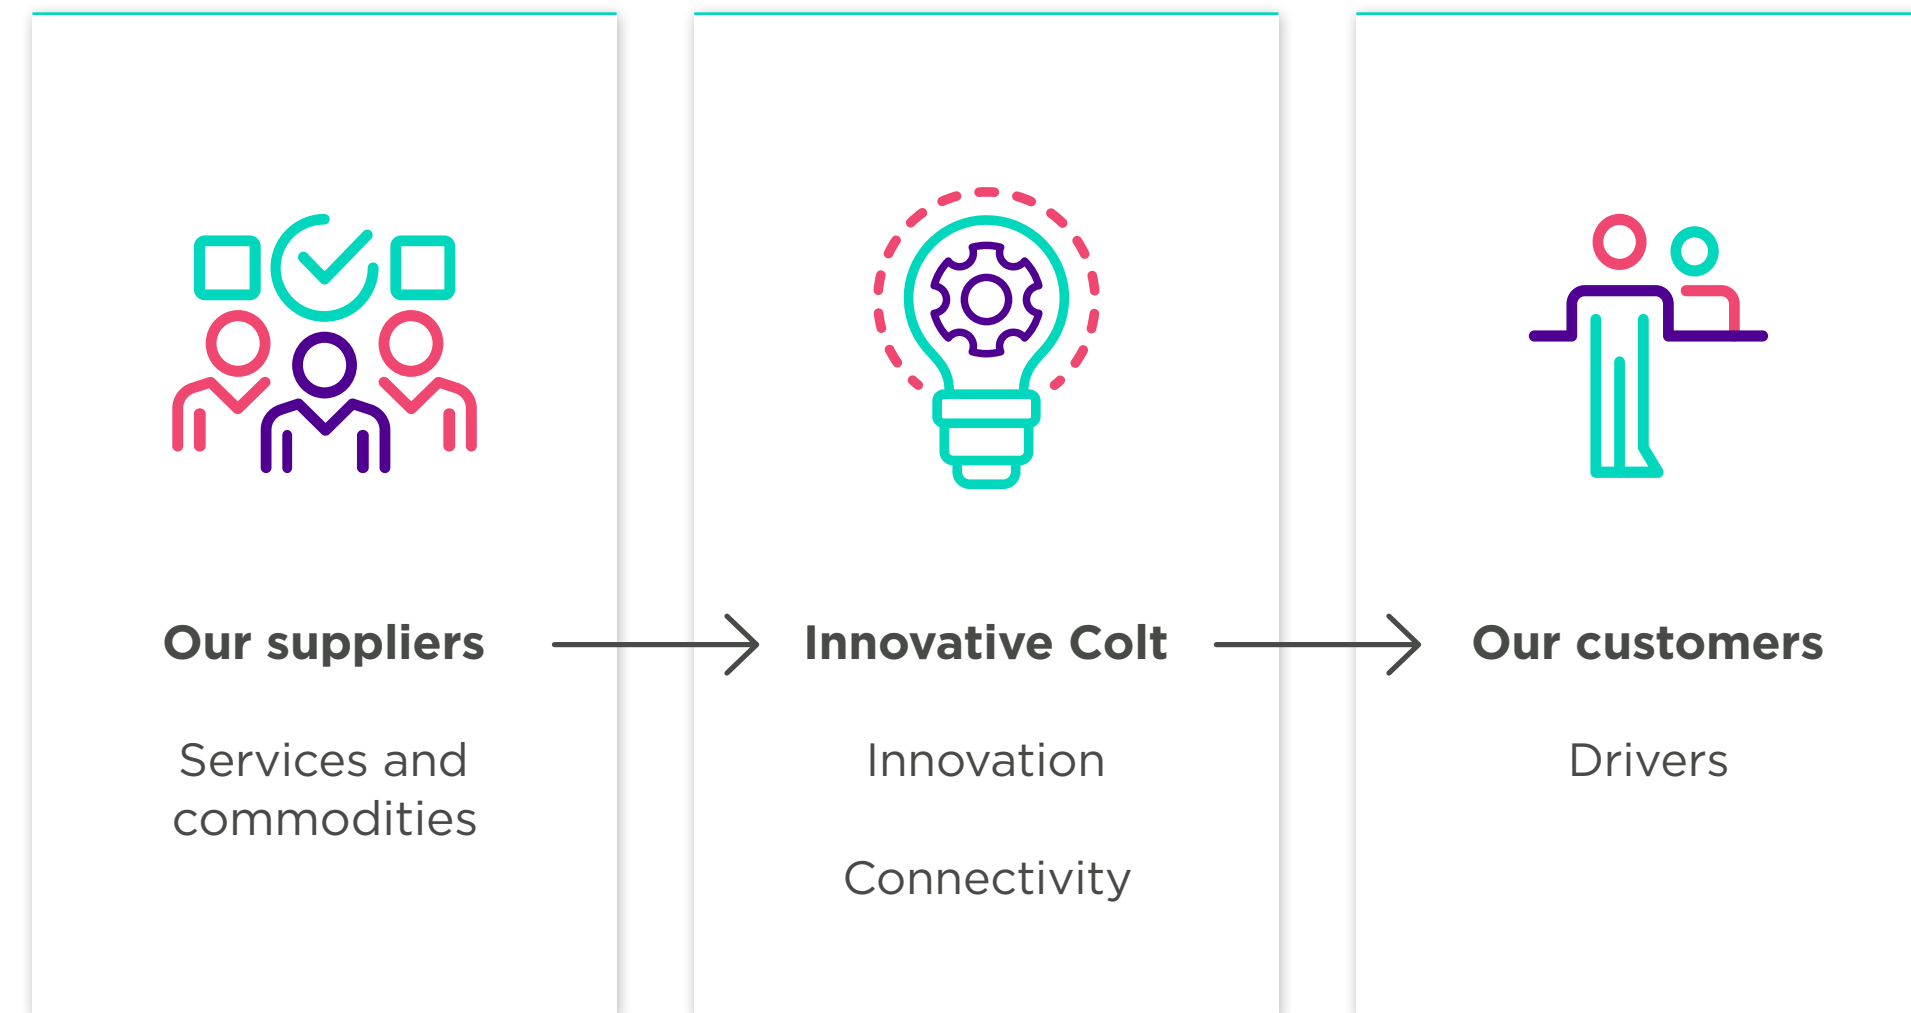 Our suppliers
Services and
commodities
Innovative Colt
Innovation
Connectivity
Our customers
Drivers